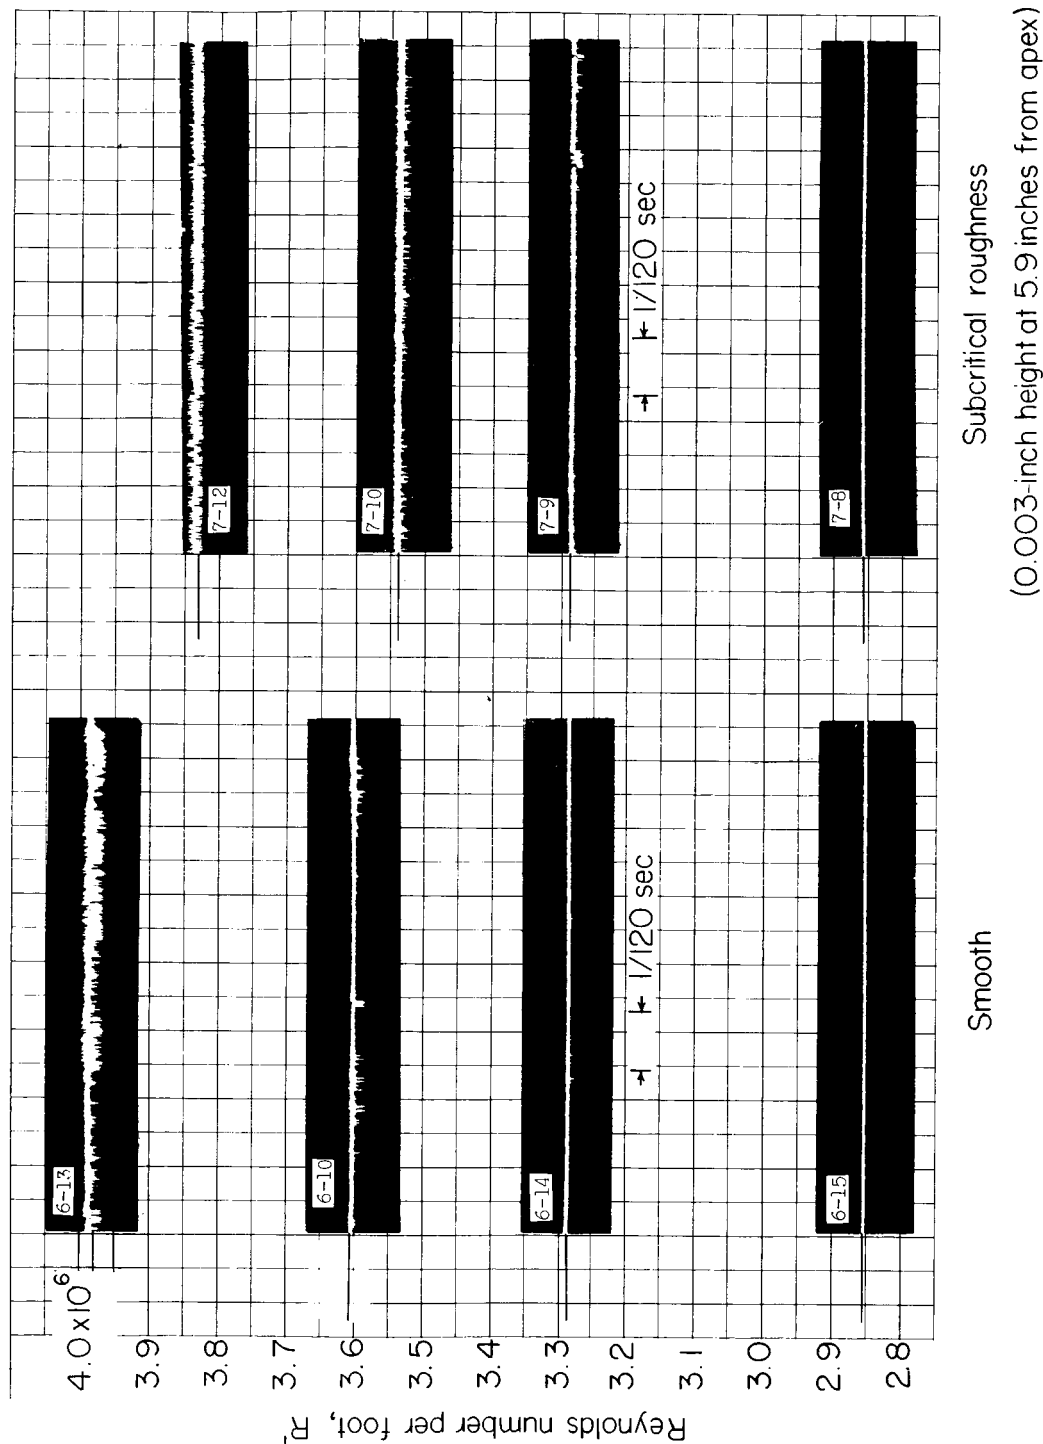 Reynolds number per foot, R'
4.0 x 10⁶
3.9
3.8
3.7
3.6
3.5
3.4
3.3
3.2
3.1
3.0
2.9
2.8
6-13
6-10
6-14
1/120 sec
6-15
Smooth
7-12
7-10
7-9
1/120 sec
7-8
Subcritical roughness
(0.003-inch height at 5.9 inches from apex)